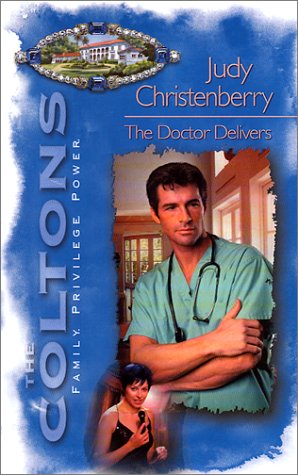 Judy
Christenberry
The Doctor Delivers
THE
COLTONS
FAMILY. PRIVILEGE. POWER.